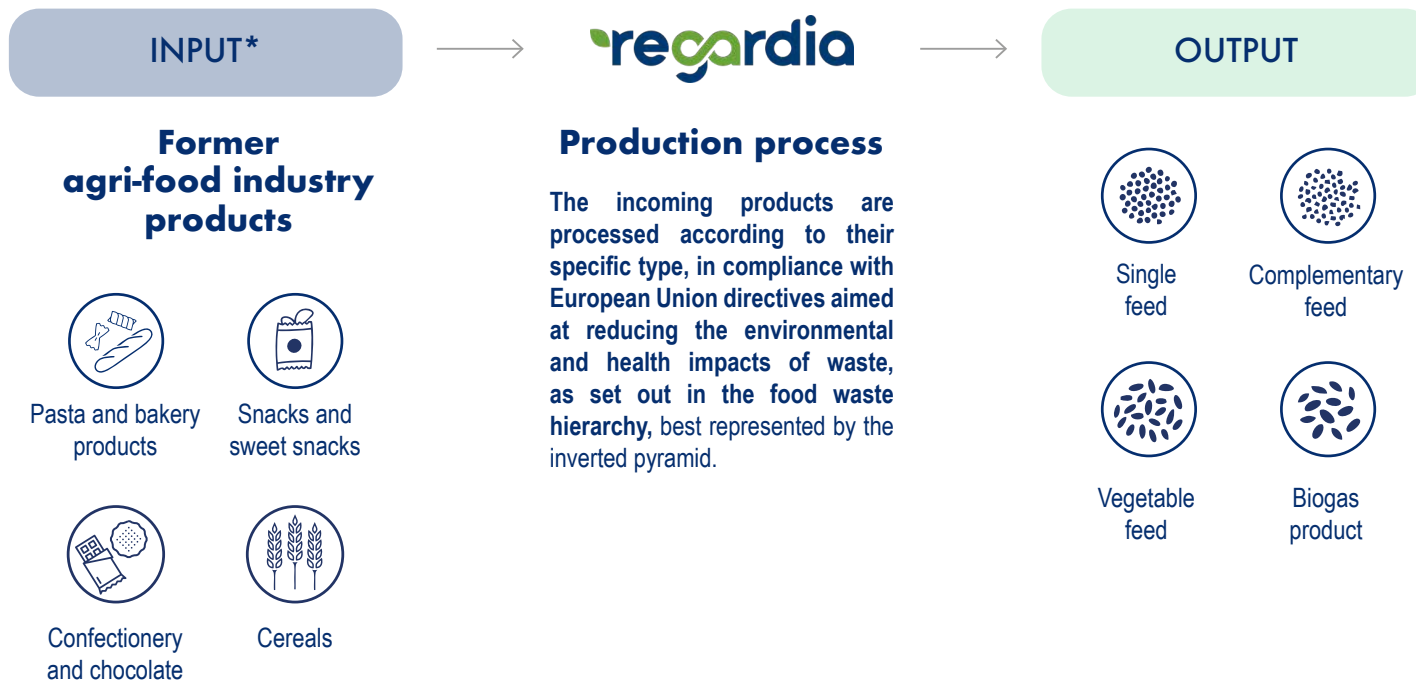 INPUT*
Former
agri-food industry
products
Pasta and bakery
products
Snacks and
sweet snacks
Confectionery
and chocolate
Cereals
regardia
Production process
The incoming products are
processed according to their
specific type, in compliance with
European Union directives aimed
at reducing the environmental
and health impacts of waste,
as set out in the food waste
hierarchy, best represented by the
inverted pyramid.
OUTPUT
Single
feed
Complementary
feed
Vegetable
feed
Biogas
product